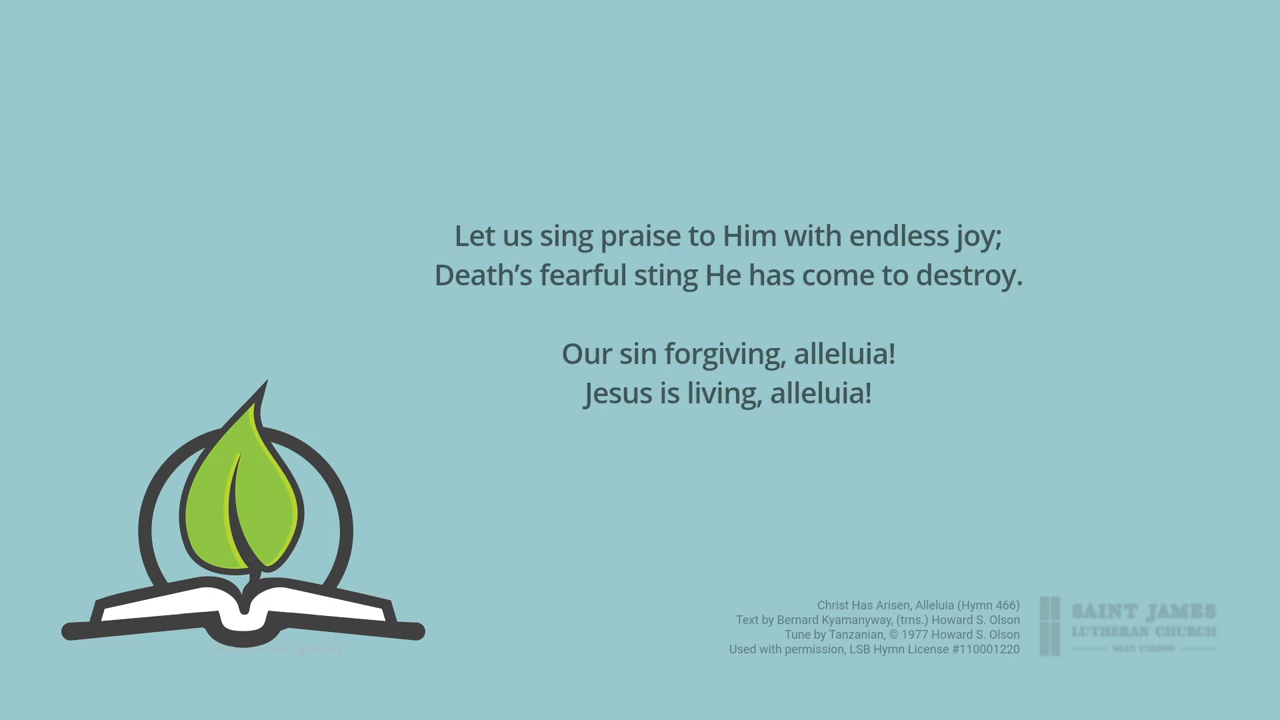 Let us sing praise to Him with endless joy;
Death’s fearful sting He has come to destroy.
Our sin forgiving, alleluia!
Jesus is living, alleluia!
Christ Has Arisen, Alleluia (Hymn 466)
Text by Bernard Kyamanyway, (trns.) Howard S. Olson
Tune by Tanzanian, © 1977 Howard S. Olson
Used with permission, LSB Hymn License #110001220
SAINT JAMES
LUTHERAN CHURCH